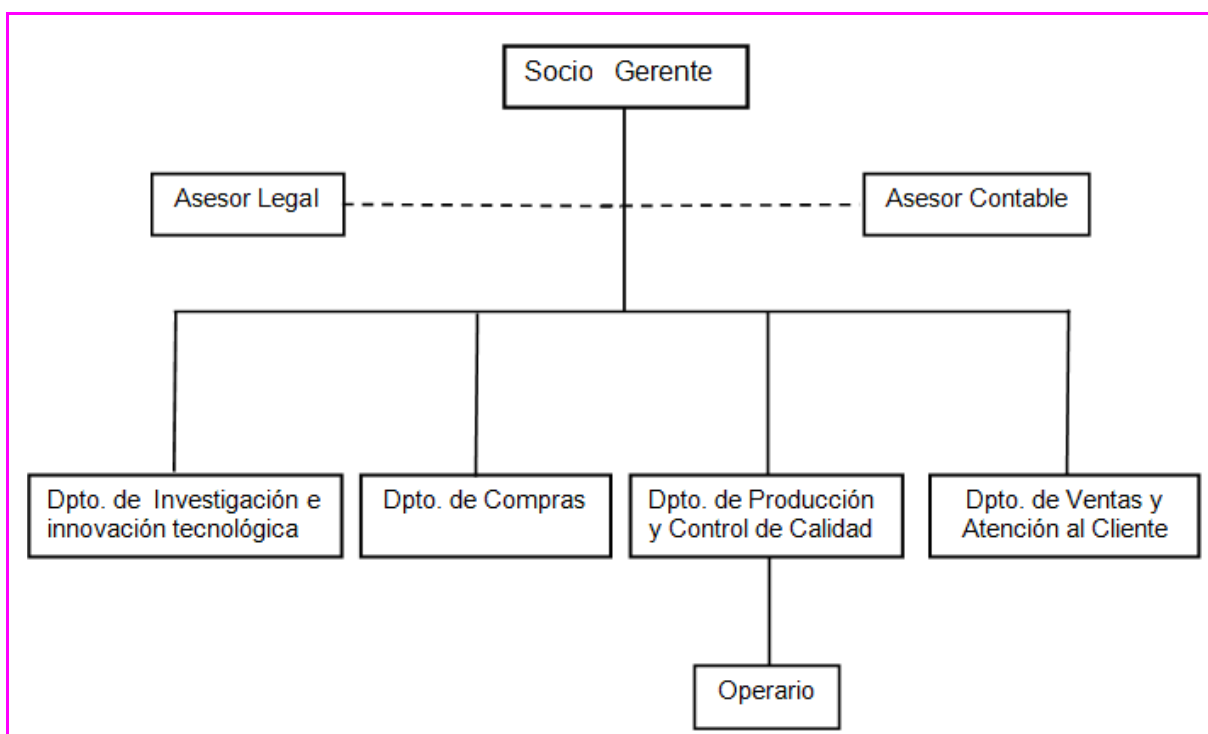 Socio Gerente
Asesor Legal
Asesor Contable
Dpto. de Investigación e
innovación tecnológica
Dpto. de Compras
Dpto. de Producción
y Control de Calidad
Dpto. de Ventas y
Atención al Cliente
Operario